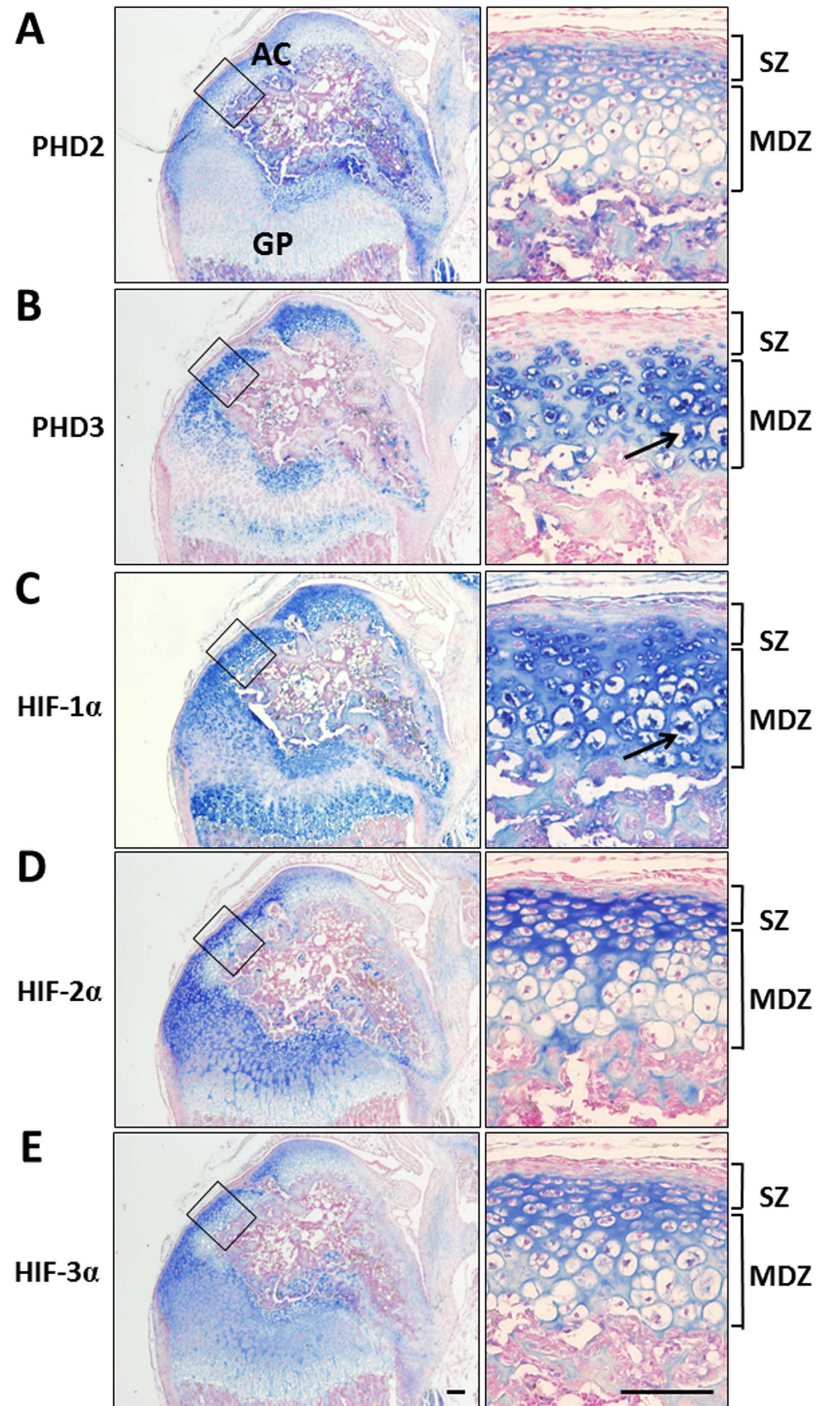 A
AC
GP
PHD2
SZ
MDZ
B
PHD3
SZ
MDZ
C
HIF-1α
SZ
MDZ
D
HIF-2α
SZ
MDZ
E
HIF-3α
SZ
MDZ